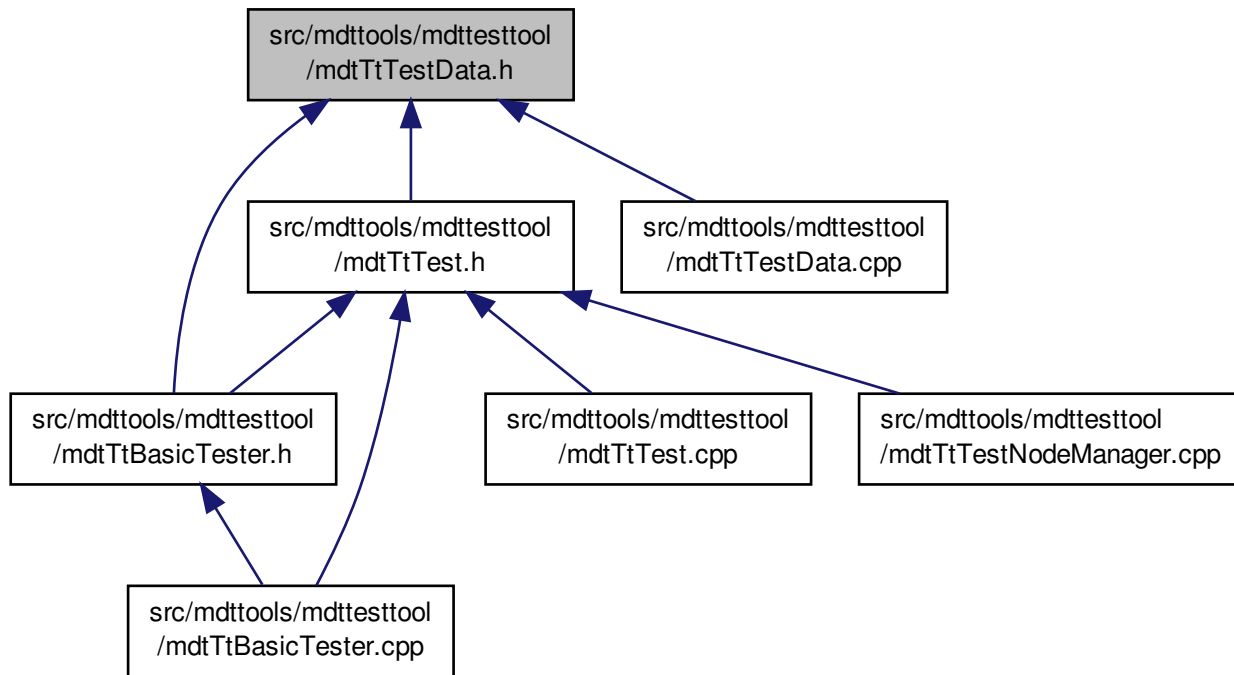 src/mdttools/mdttesttool
/mdtTtTestData.h
src/mdttools/mdttesttool
/mdtTtTest.h
src/mdttools/mdttesttool
/mdtTtTestData.cpp
src/mdttools/mdttesttool
/mdtTtBasicTester.h
src/mdttools/mdttesttool
/mdtTtTest.cpp
src/mdttools/mdttesttool
/mdtTtTestNodeManager.cpp
src/mdttools/mdttesttool
/mdtTtBasicTester.cpp